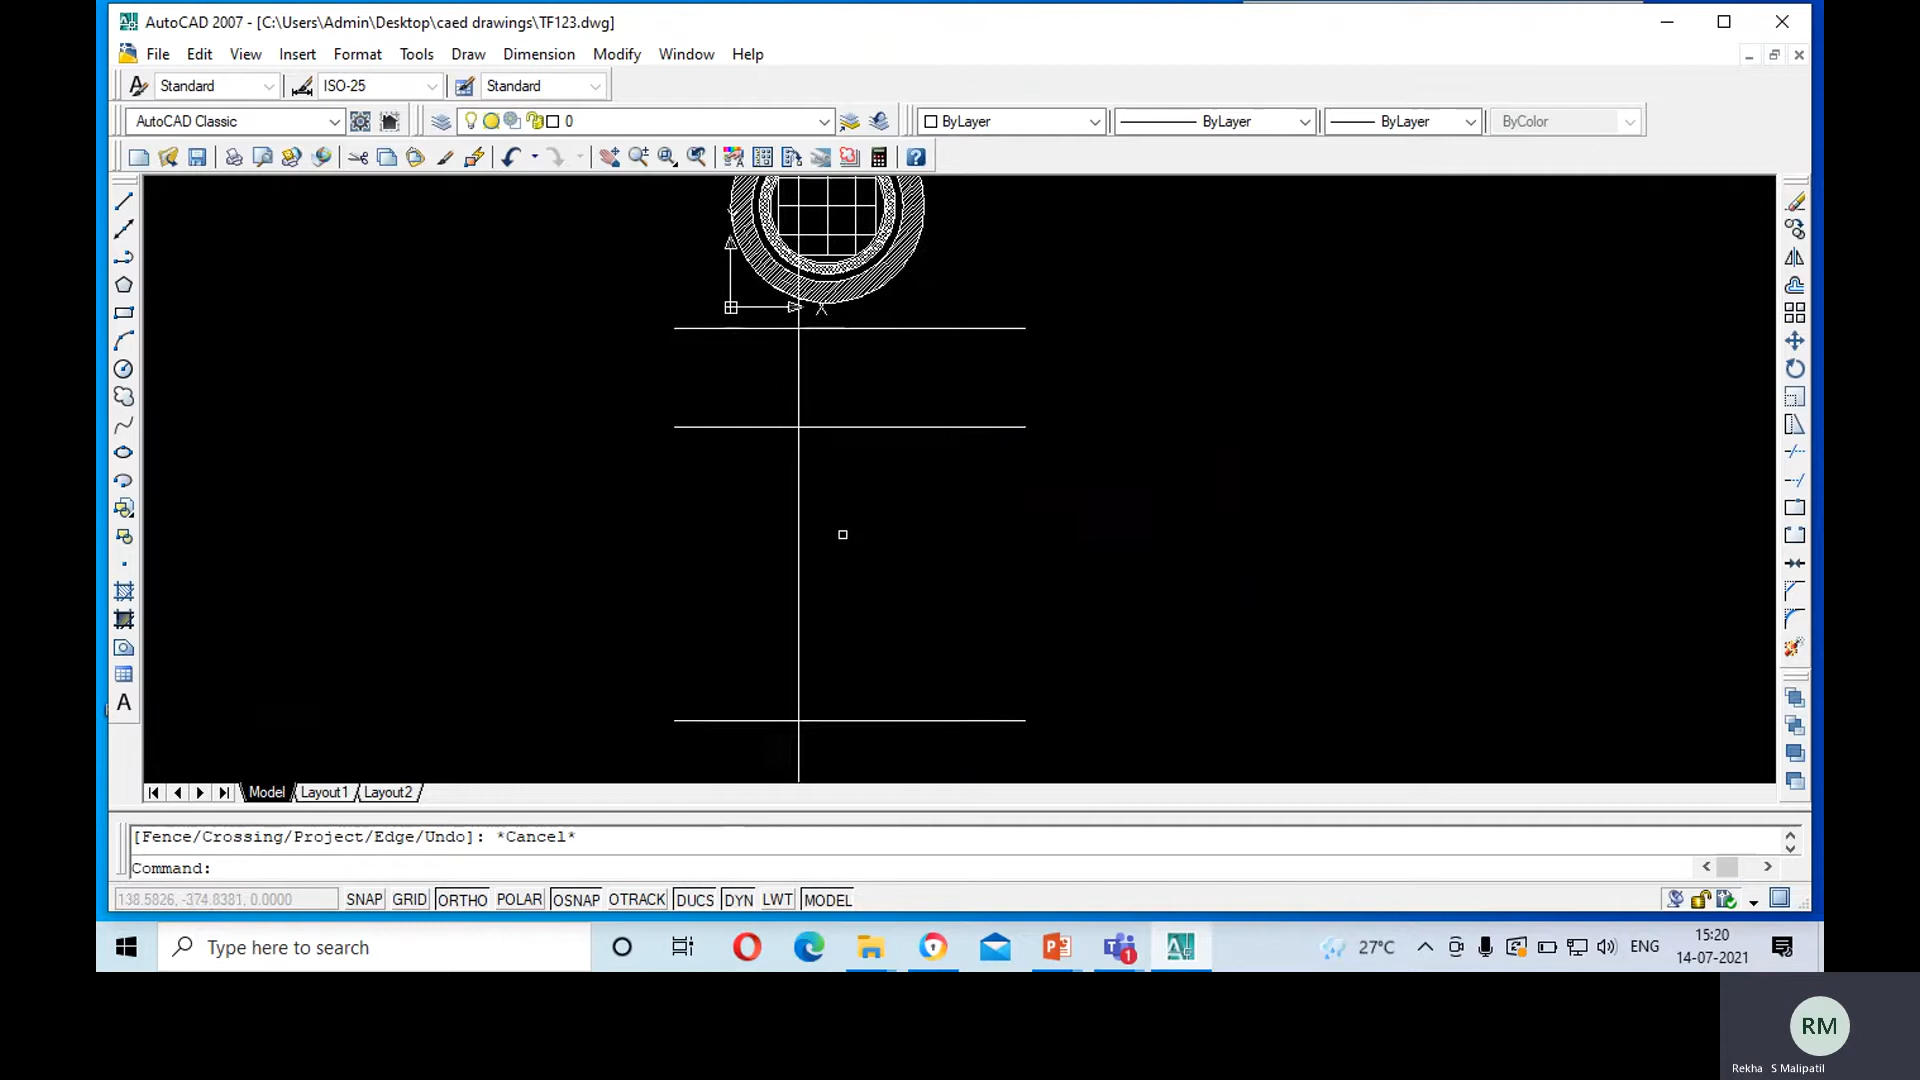 AutoCAD 2007 - [C:\Users\Admin\Desktop\caed drawings\TF123.dwg]
File Edit View Insert Format Tools Draw Dimension Modify Window Help
Standard ISO-25 Standard
AutoCAD Classic 0 ByLayer ByLayer ByLayer ByColor
X
A
Model Layout1 Layout2
[Fence/Crossing/Project/Edge/Undo]: *Cancel*
Command:
138.5826, -374.8381, 0.0000 SNAP GRID ORTHO POLAR OSNAP OTRACK DUCS DYN LWT MODEL
Type here to search 1 27°C ENG 15:20
14-07-2021
RM
Rekha S Malipatil